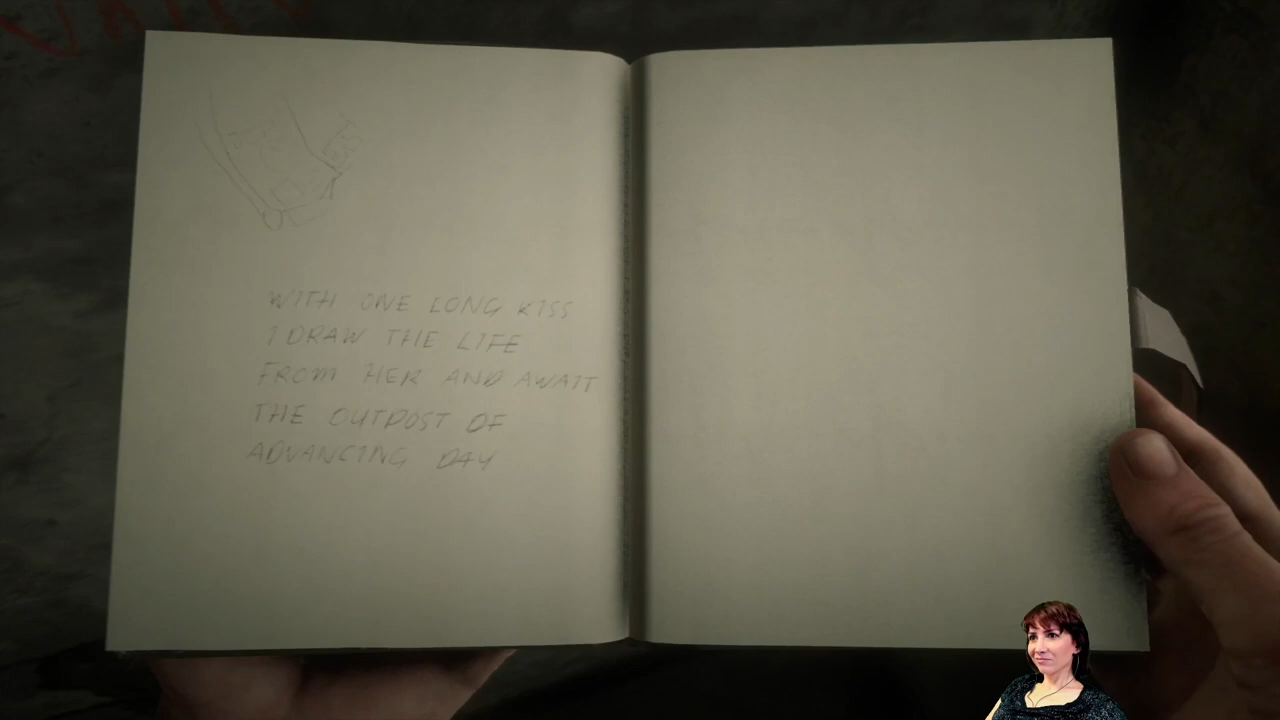 WITH ONE LONG KISS
I DRAW THE LIFE
FROM HER AND AWAIT
THE OUTPOST OF
ADVANCING DAY